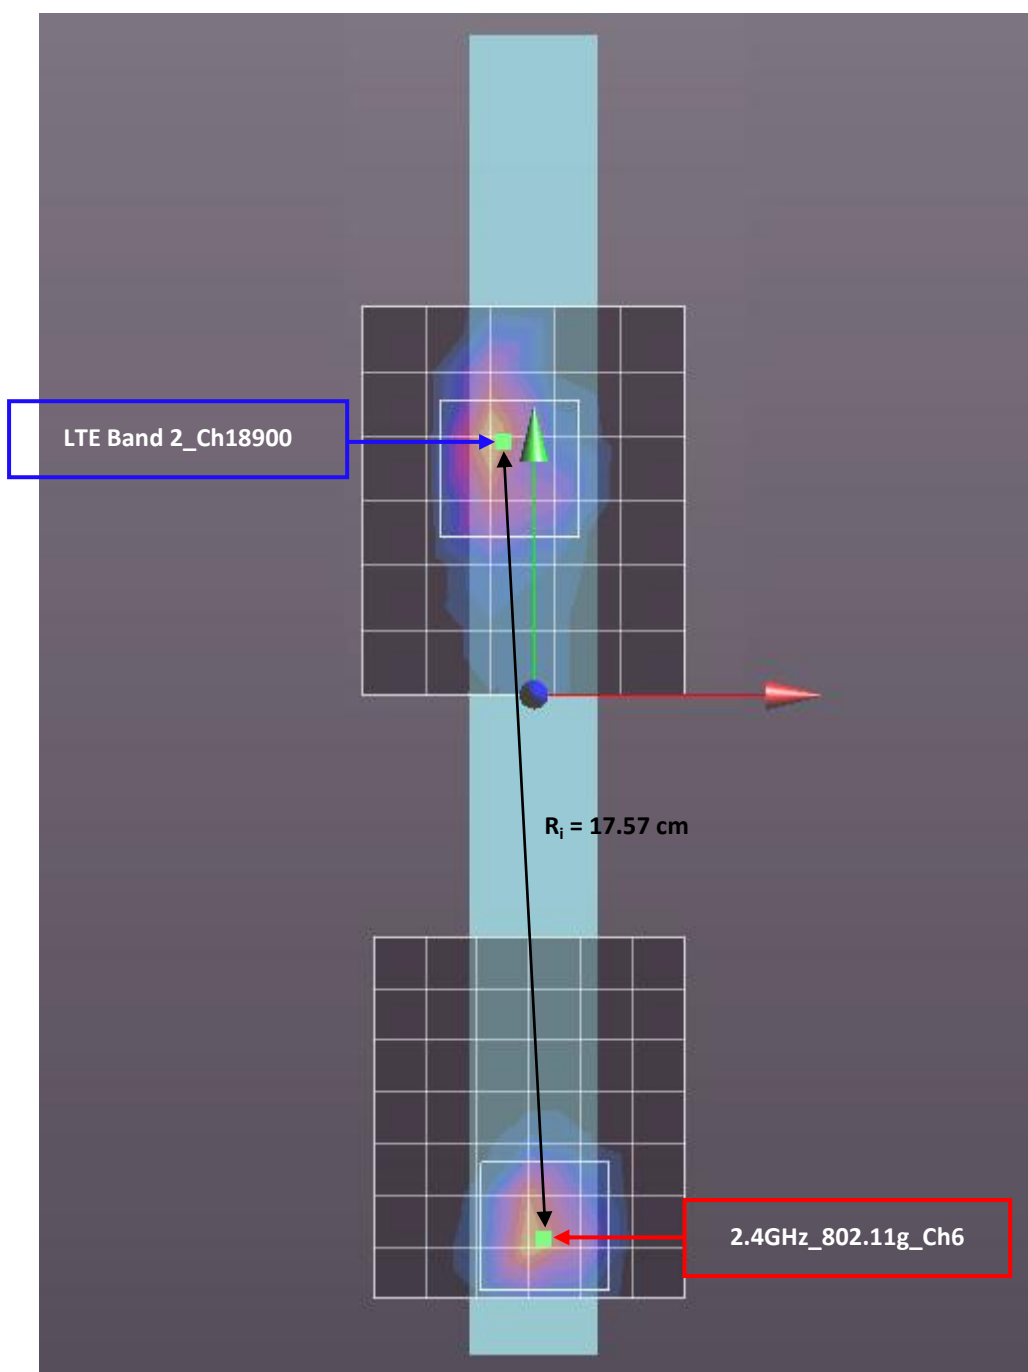 LTE Band 2_Ch18900
Rᵢ = 17.57 cm
2.4GHz_802.11g_Ch6